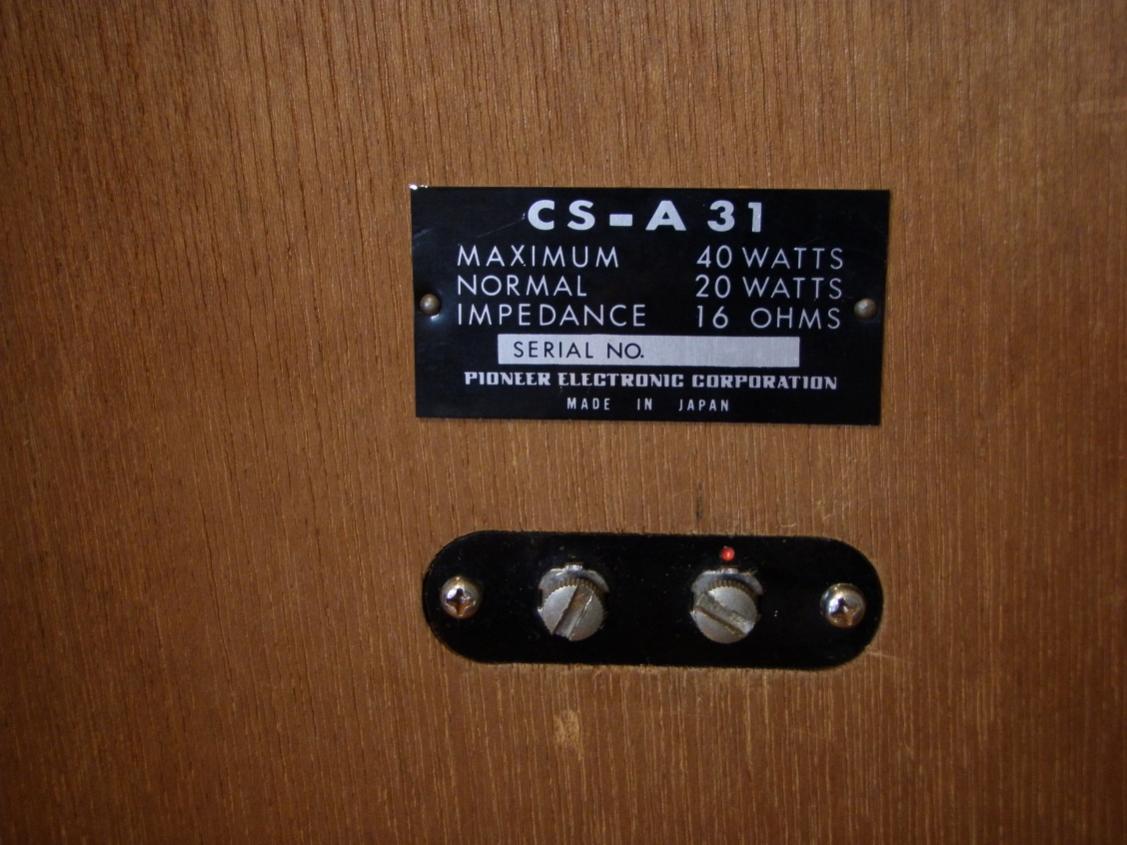 CS-A 31
MAXIMUM 40 WATTS
NORMAL 20 WATTS
IMPEDANCE 16 OHMS
SERIAL NO.
PIONEER ELECTRONIC CORPORATION
MADE IN JAPAN